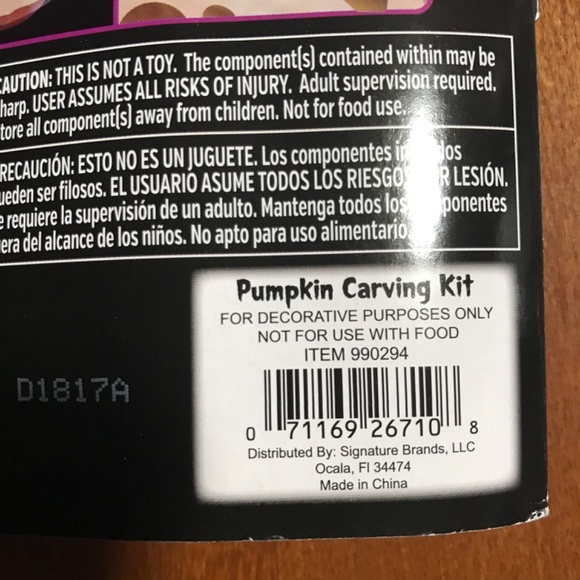 CAUTION: THIS IS NOT A TOY. The component(s) contained within may be
harp. USER ASSUMES ALL RISKS OF INJURY. Adult supervision required.
tore all component(s) away from children. Not for food use.
RECAUCIÓN: ESTO NO ES UN JUGUETE. Los componentes
ueden ser filosos. EL USUARIO ASUME TODOS LOS LESIÓN.
e requiere la supervisión de un adulto. Mantenga todos
era del alcance de los niños. No apto para uso
Pumpkin Carving Kit
FOR DECORATIVE PURPOSES ONLY
NOT FOR USE WITH FOOD
ITEM 990294
D1817A
0 71169 26710 8
Distributed By: Signature Brands, LLC
Ocala, Fl 34474
Made in China